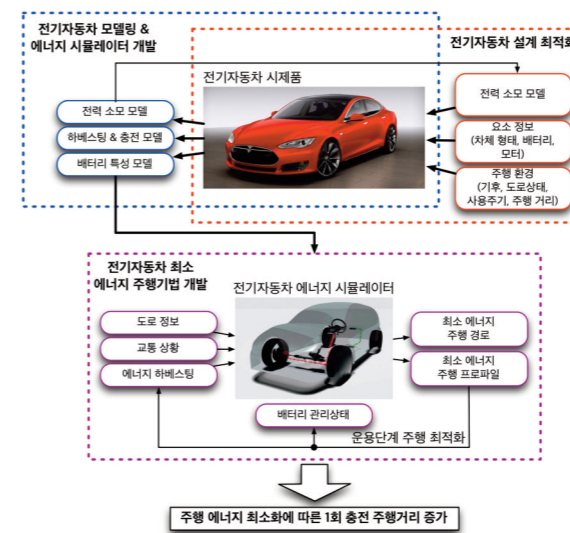 전기자동차 모델링 &
에너지 시뮬레이터 개발
전기자동차 설계 최적화
전기자동차 시제품
전력 소모 모델
하베스팅 & 충전 모델
배터리 특성 모델
전력 소모 모델
요소 정보
(차체 형태, 배터리,
모터)
주행 환경
(기후, 도로상태,
사용주기, 주행 거리)
전기자동차 최소
에너지 주행기법 개발
전기자동차 에너지 시뮬레이터
도로 정보
교통 상황
에너지 하베스팅
최소 에너지
주행 경로
최소 에너지
주행 프로파일
배터리 관리상태
운용단계 주행 최적화
주행 에너지 최소화에 따른 1회 충전 주행거리 증가